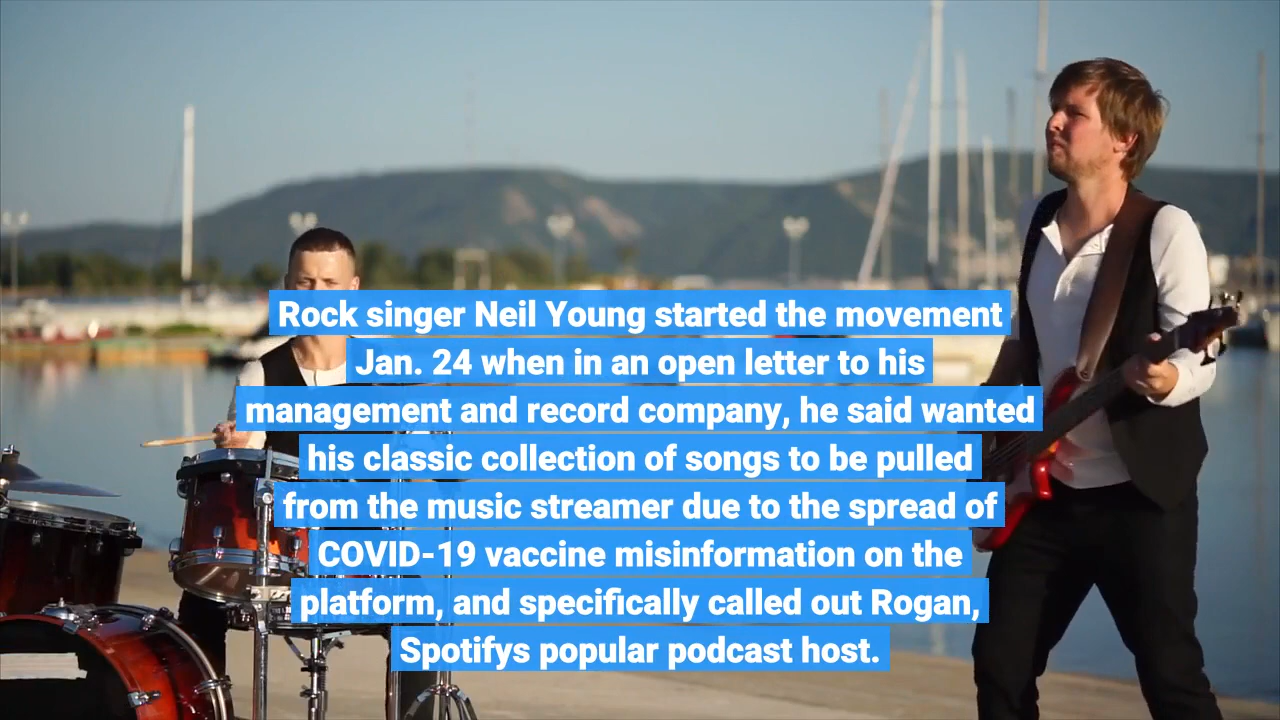 Rock singer Neil Young started the movement
Jan. 24 when in an open letter to his
management and record company, he said wanted
his classic collection of songs to be pulled
from the music streamer due to the spread of
COVID-19 vaccine misinformation on the
platform, and specifically called out Rogan,
Spotifys popular podcast host.